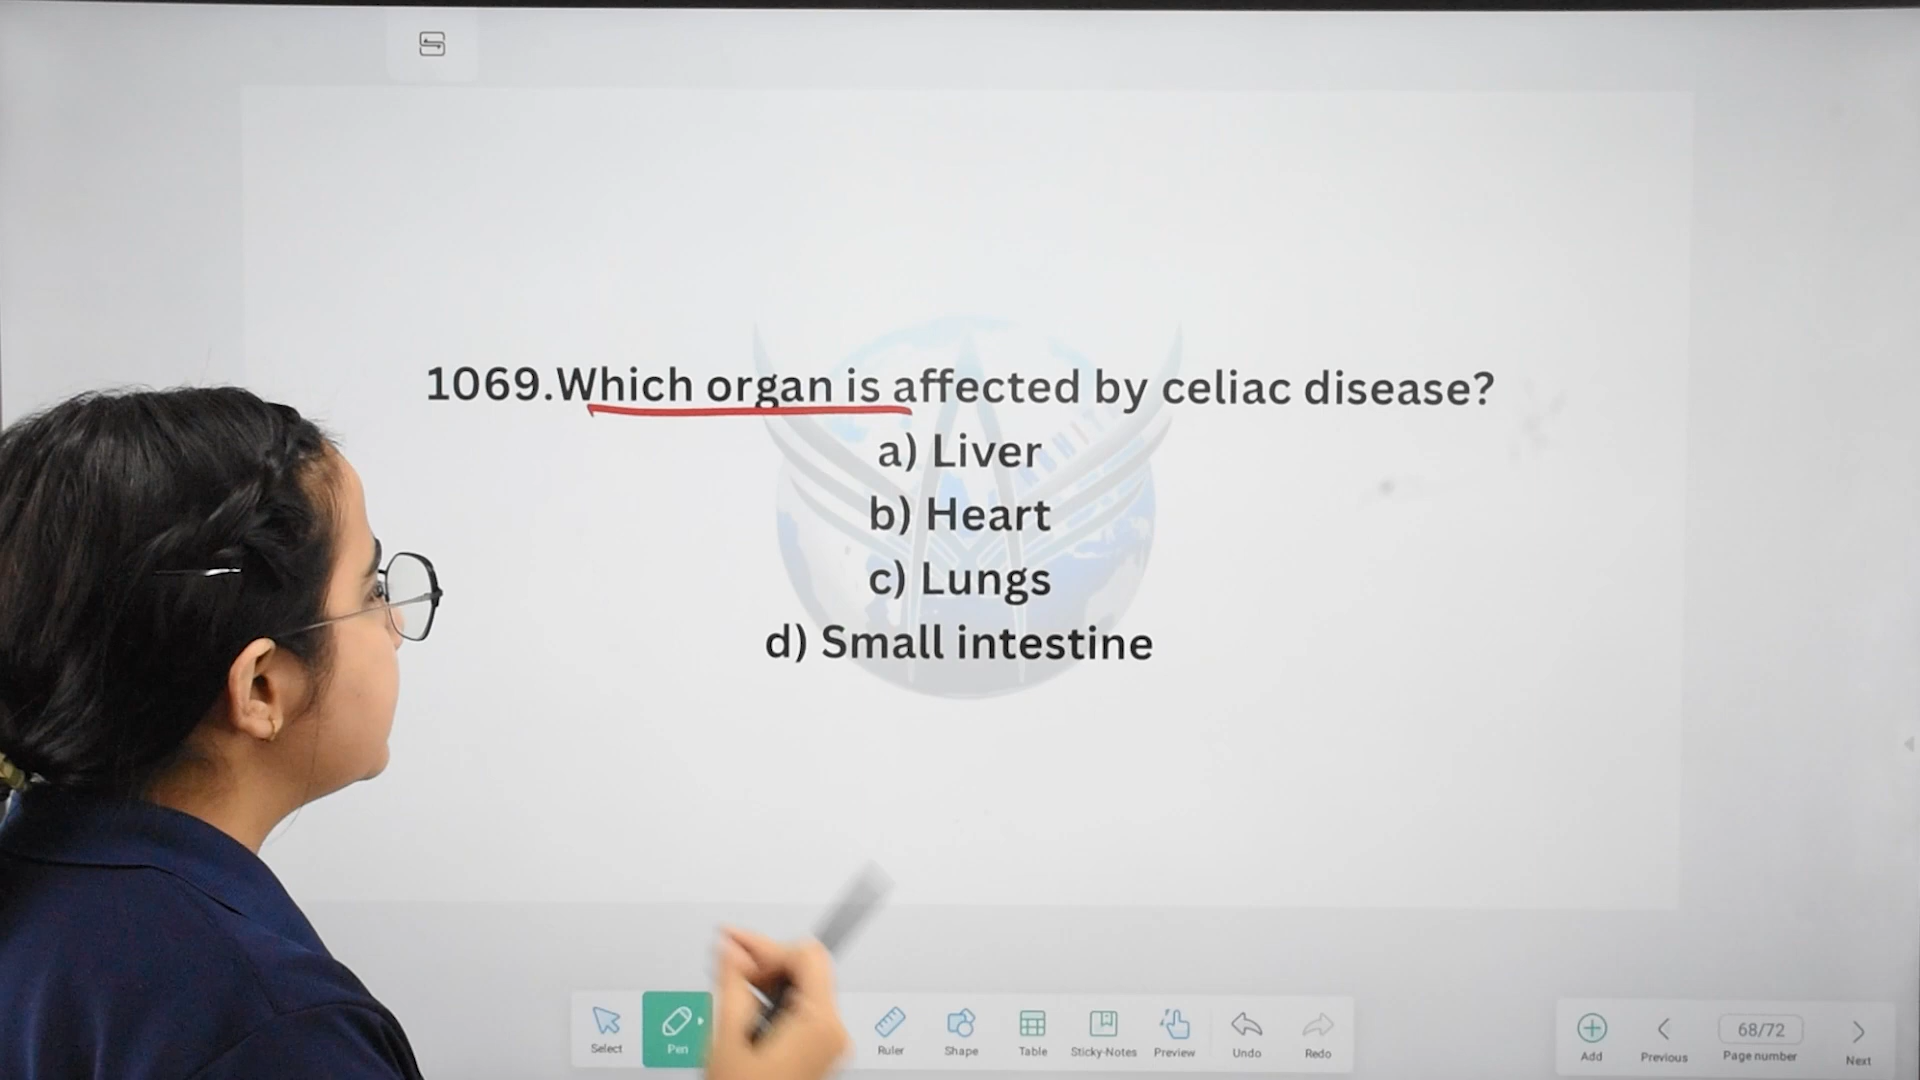 1069.Which organ is affected by celiac disease?
a) Liver
b) Heart
c) Lungs
d) Small intestine
Select
Pen
Ruler
Shape
Table
Sticky-Notes
Preview
Undo
Redo
Add
Previous
68/72
Page number
Next